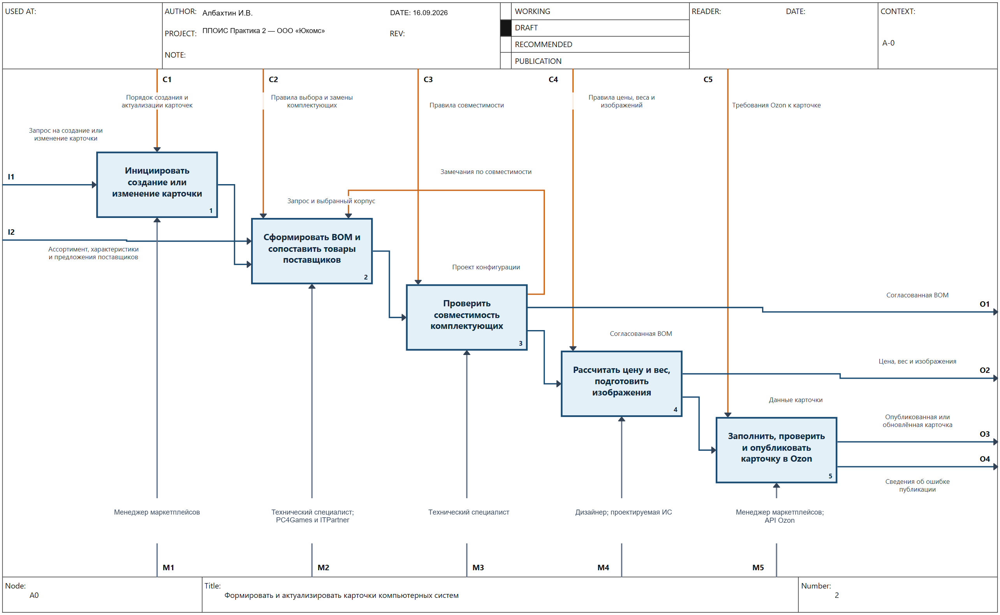 USED AT:
AUTHOR: Албахтин И.В.
DATE: 16.09.2026
PROJECT: ППОИС Практика 2 — ООО «Юкомс»
REV:
NOTE:
WORKING
DRAFT
RECOMMENDED
PUBLICATION
READER:
DATE:
CONTEXT:
A-0
C1
C2
C3
C4
C5
Порядок создания и
актуализации карточек
Правила выбора и замены
комплектующих
Правила совместимости
Правила цены, веса и
изображений
Требования Ozon к карточке
Запрос на создание или
изменение карточки
I1
Инициировать
создание или
изменение карточки
1
Замечания по совместимости
Запрос и выбранный корпус
I2
Ассортимент, характеристики
и предложения поставщиков
Сформировать BOM и
сопоставить товары
поставщиков
2
Проект конфигурации
Проверить
совместимость
комплектующих
3
Согласованная BOM
O1
Согласованная BOM
Рассчитать цену и вес,
подготовить
изображения
4
Цена, вес и изображения
O2
Данные карточки
Заполнить, проверить
и опубликовать
карточку в Ozon
5
Опубликованная или
обновлённая карточка
O3
O4
Сведения об ошибке
публикации
Менеджер маркетплейсов
Технический специалист;
PC4Games и ITPartner
Технический специалист
Дизайнер; проектируемая ИС
Менеджер маркетплейсов;
API Ozon
M1
M2
M3
M4
M5
Node:
A0
Title:
Формировать и актуализировать карточки компьютерных систем
Number:
2